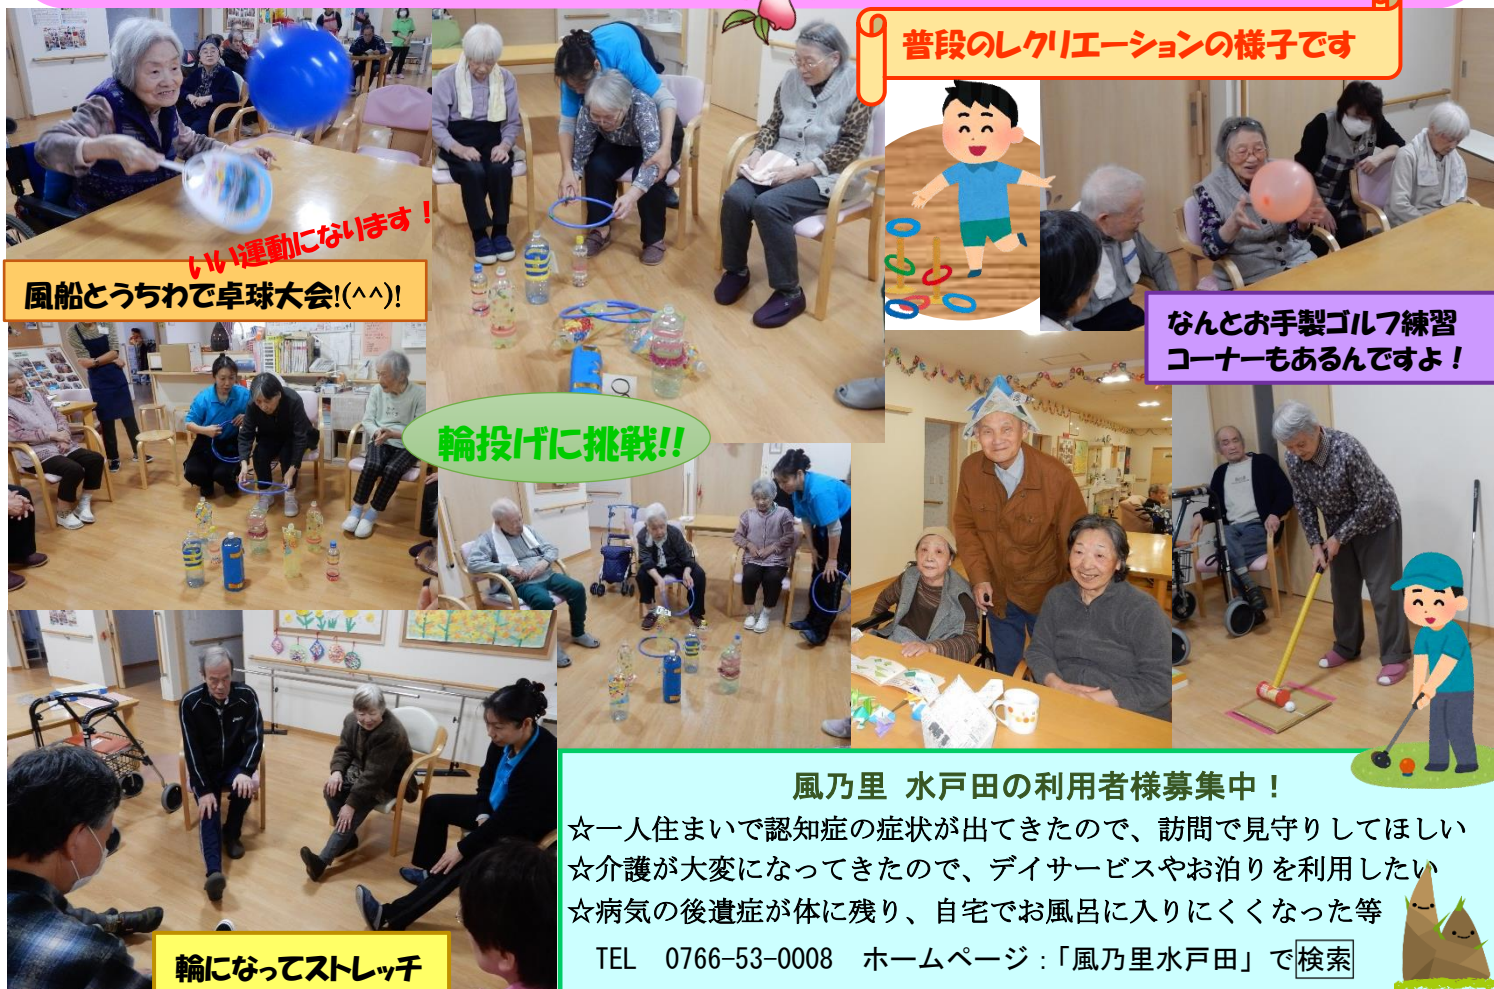 普段のレクリエーションの様子です
いい運動になります！
風船とうちわで卓球大会!(^^)!
なんとお手製ゴルフ練習
コーナーもあるんですよ！
輪投げに挑戦!!
輪になってストレッチ
風乃里 水戸田の利用者様募集中！
☆一人住まいで認知症の症状が出てきたので、訪問で見守りしてほしい
☆介護が大変になってきたので、デイサービスやお泊りを利用したい
☆病気の後遺症が体に残り、自宅でお風呂に入りにくくなった等
TEL 0766-53-0008 ホームページ：「風乃里水戸田」で検索